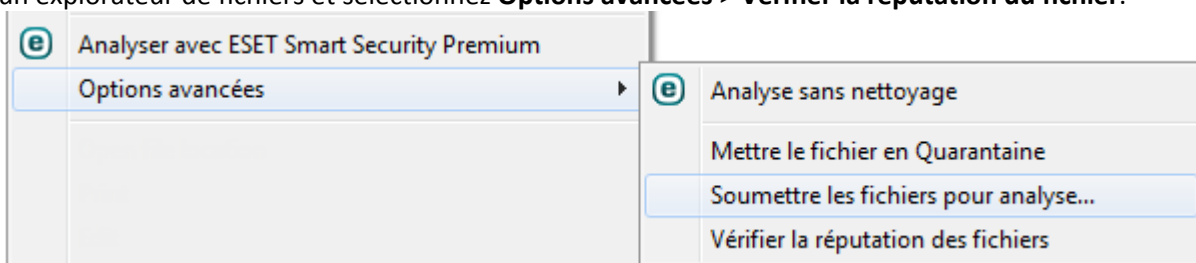 un explorateur de fichiers et sélectionnez Options avancées > Vérifier la réputation du fichier.
Analyser avec ESET Smart Security Premium
Options avancées
Analyse sans nettoyage
Mettre le fichier en Quarantaine
Soumettre les fichiers pour analyse...
Vérifier la réputation des fichiers